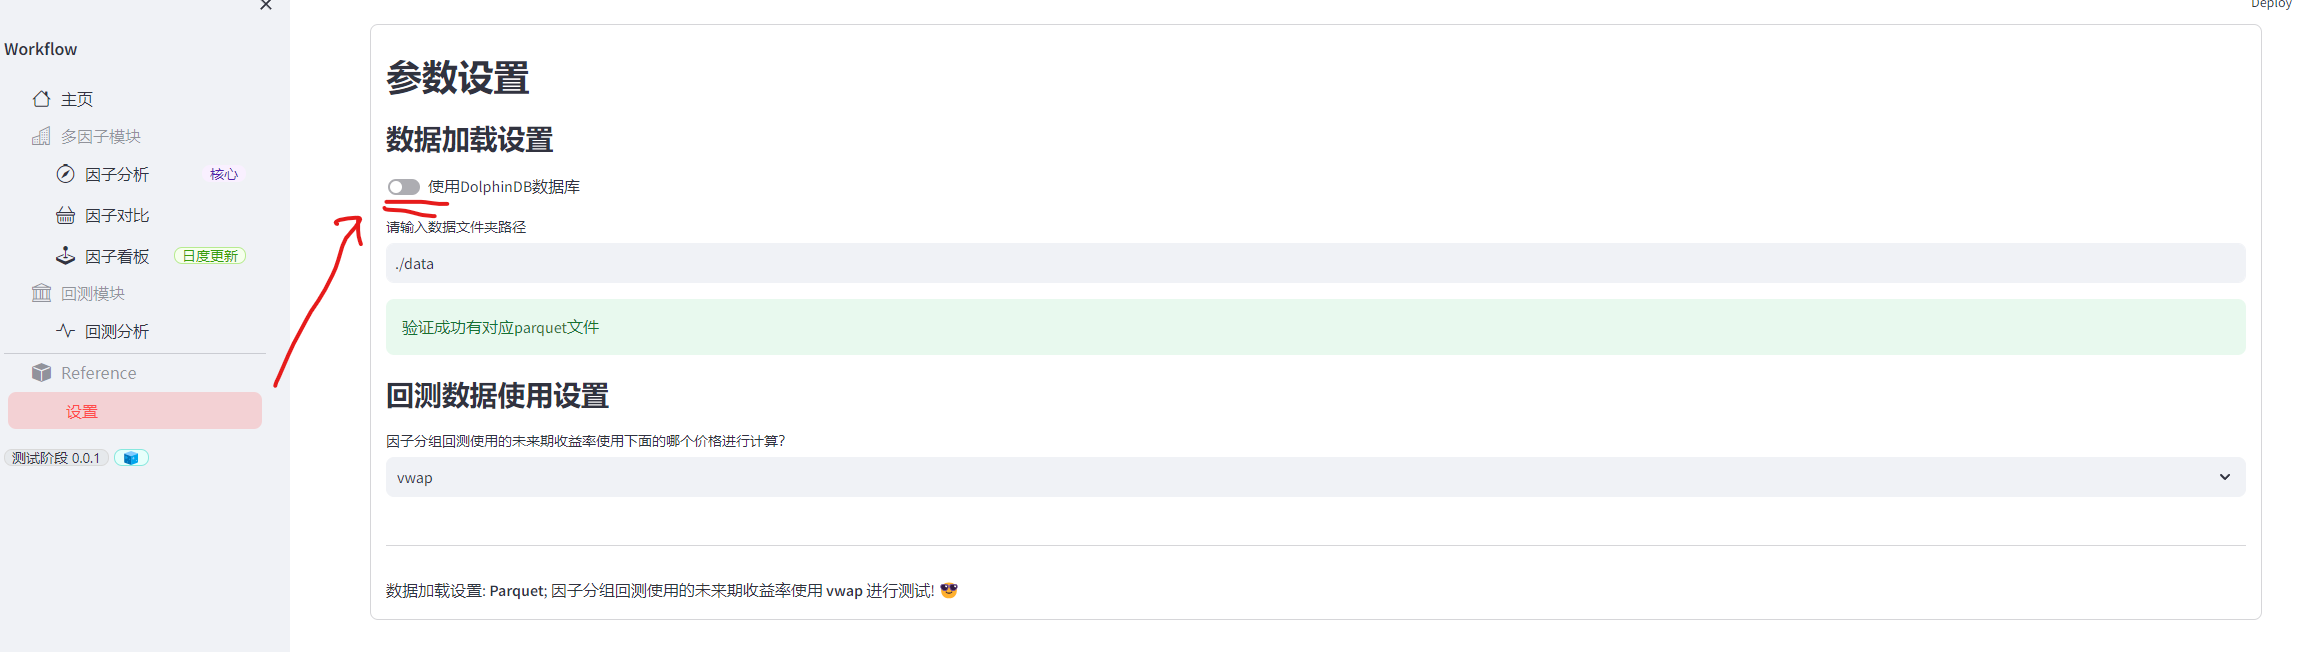 Deploy
Workflow
主页
多因子模块
因子分析 核心
因子对比
因子看板 日度更新
回测模块
回测分析
Reference
设置
测试阶段 0.0.1
参数设置
数据加载设置
使用DolphinDB数据库
请输入数据文件夹路径
./data
验证成功有对应parquet文件
回测数据使用设置
因子分组回测使用的未来期收益率使用下面的哪个价格进行计算?
vwap
数据加载设置: Parquet; 因子分组回测使用的未来期收益率使用 vwap 进行测试! 😎